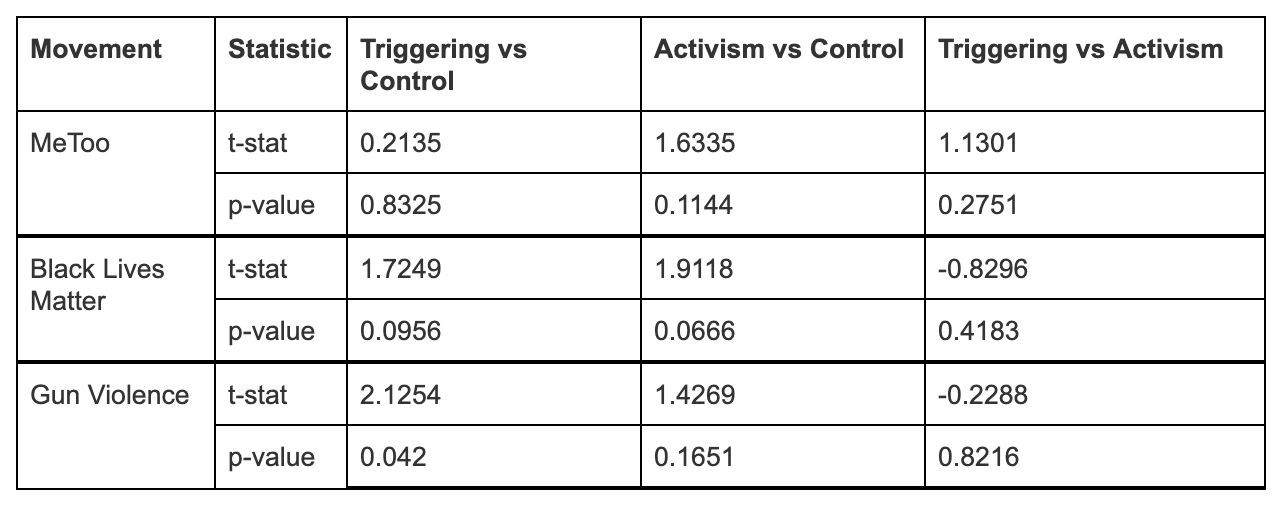 Movement Statistic Triggering vs Control Activism vs Control Triggering vs Activism
MeToo t-stat 0.2135 1.6335 1.1301
p-value 0.8325 0.1144 0.2751
Black Lives Matter t-stat 1.7249 1.9118 -0.8296
p-value 0.0956 0.0666 0.4183
Gun Violence t-stat 2.1254 1.4269 -0.2288
p-value 0.042 0.1651 0.8216